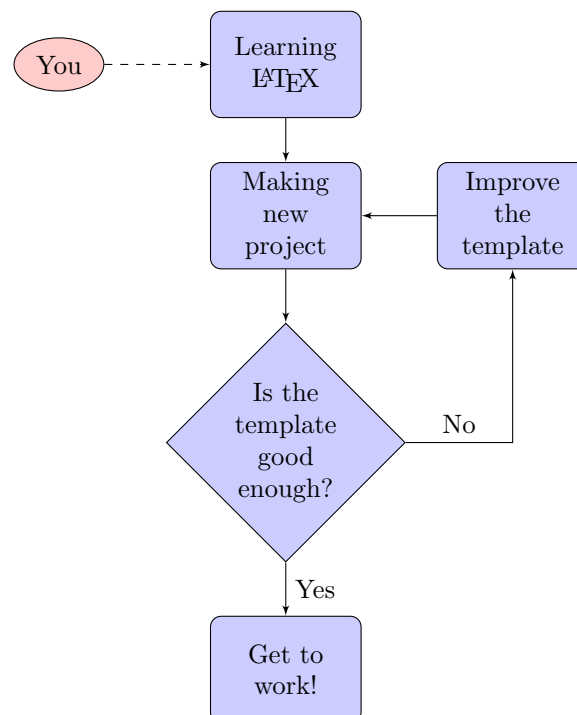 You
Learning
LATEX
Making
new
project
Improve
the
template
Is the
template
good
enough?
No
Yes
Get to
work!